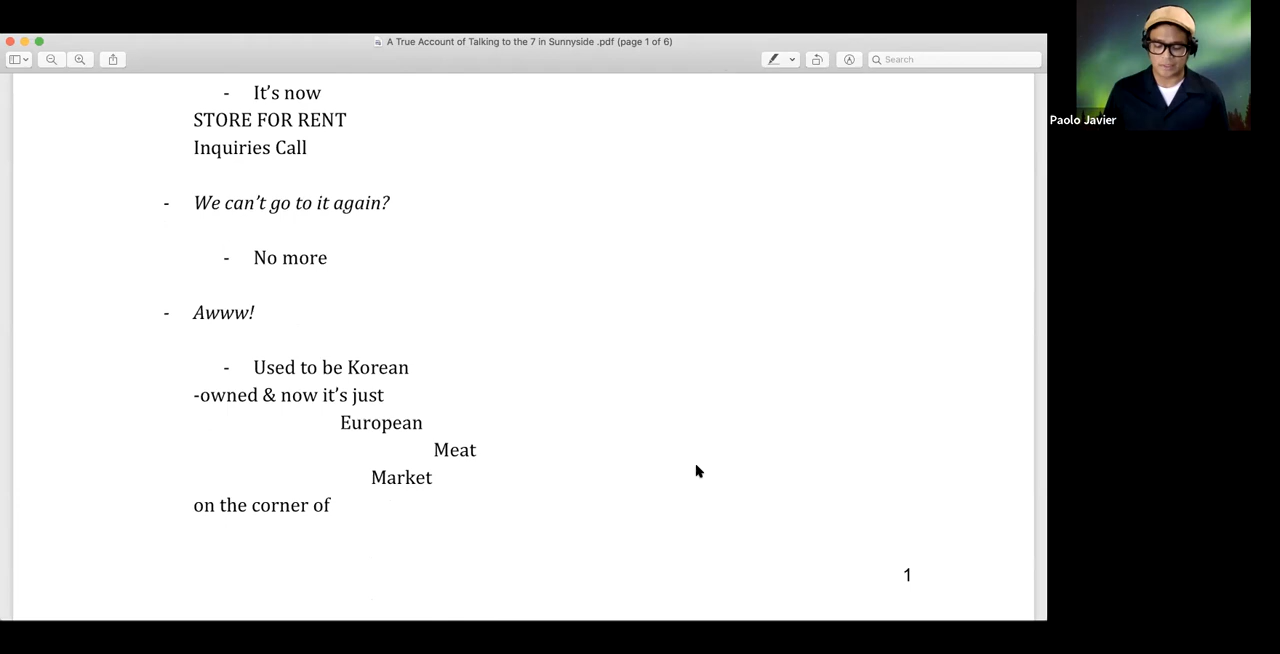 A True Account of Talking to the 7 in Sunnyside .pdf (page 1 of 6)
Search
Paolo Javier
- It’s now
STORE FOR RENT
Inquiries Call
- We can’t go to it again?
- No more
- Awww!
- Used to be Korean
-owned & now it’s just
European
Meat
Market
on the corner of
1